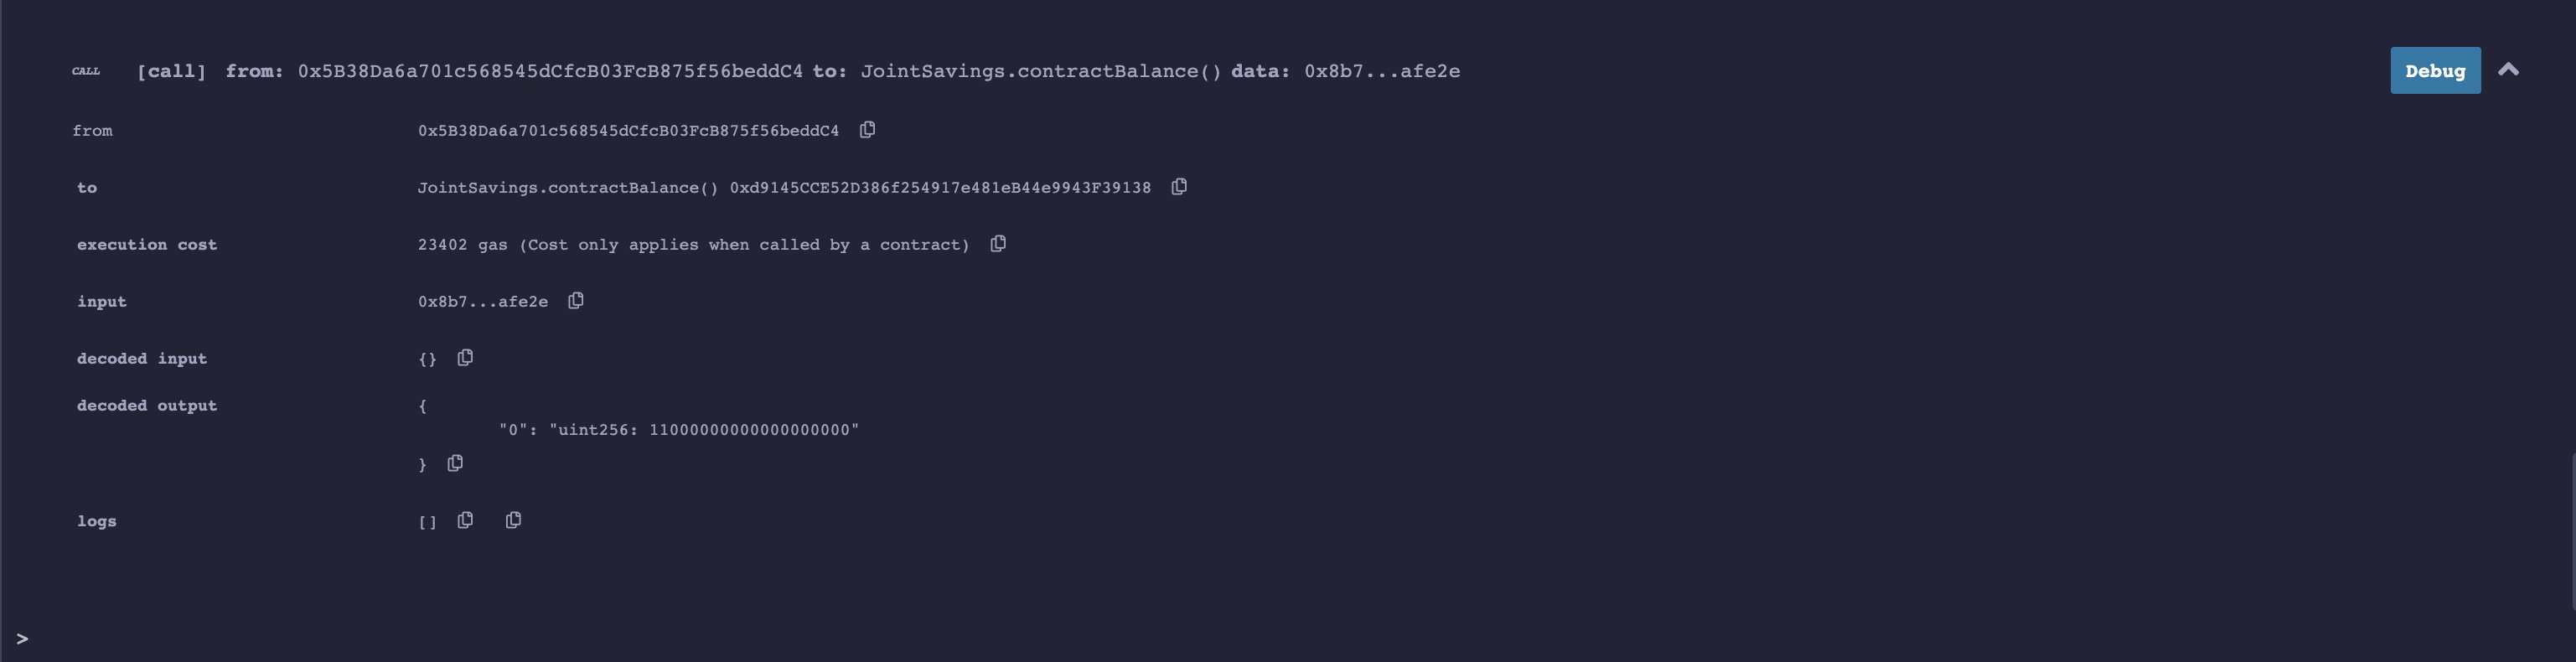 CALL [call] from: 0x5B38Da6a701c568545dCfcB03FcB875f56beddC4 to: JointSavings.contractBalance() data: 0x8b7...afe2e Debug
from 0x5B38Da6a701c568545dCfcB03FcB875f56beddC4
to JointSavings.contractBalance() 0xd9145CCE52D386f254917e481eB44e9943F39138
execution cost 23402 gas (Cost only applies when called by a contract)
input 0x8b7...afe2e
decoded input {}
decoded output {
"0": "uint256: 11000000000000000000"
}
logs []
>